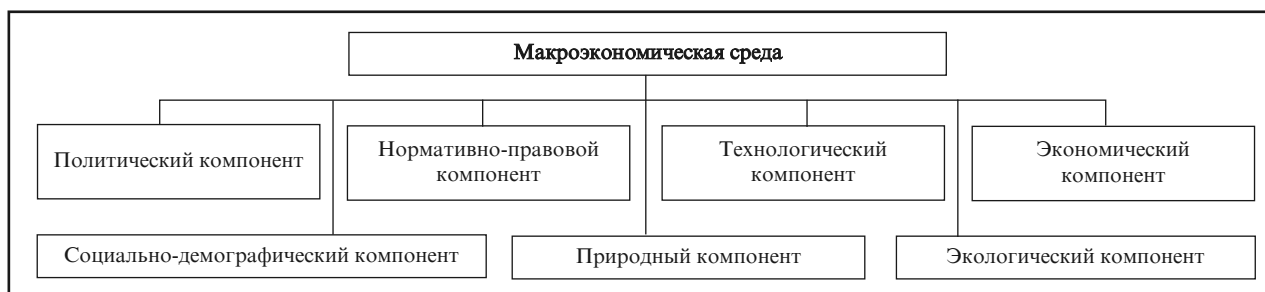 Макроэкономическая среда
Политический компонент
Нормативно-правовой
компонент
Технологический
компонент
Экономический
компонент
Социально-демографический компонент
Природный компонент
Экологический компонент